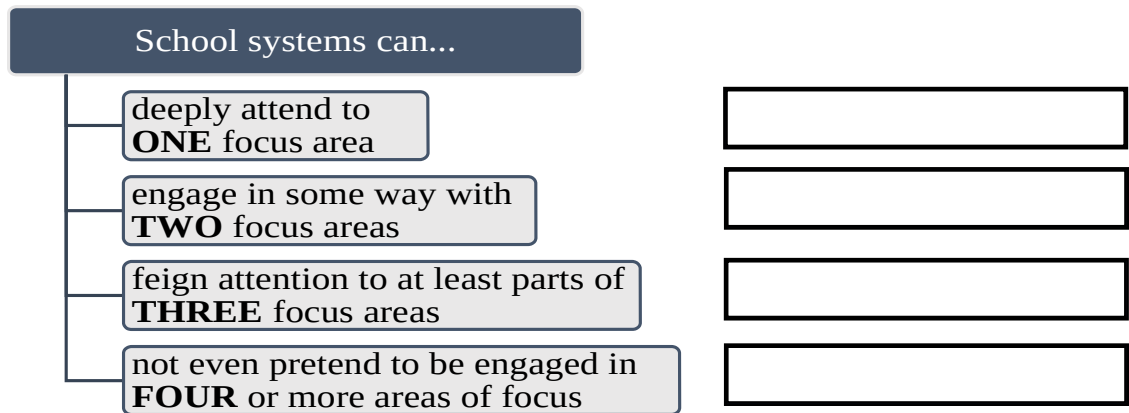 School systems can...
deeply attend to
ONE focus area
engage in some way with
TWO focus areas
feign attention to at least parts of
THREE focus areas
not even pretend to be engaged in
FOUR or more areas of focus